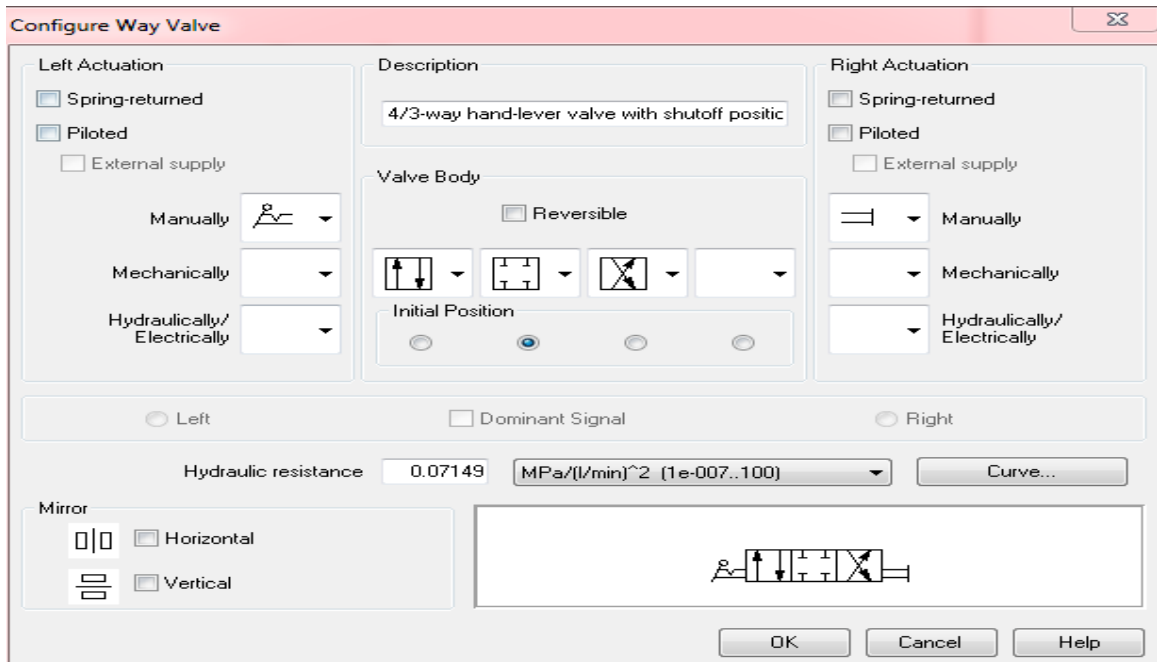 Configure Way Valve
Left Actuation
Description
Right Actuation
Spring-returned
4/3-way hand-lever valve with shutoff positic
Spring-returned
Piloted
Piloted
External supply
Valve Body
External supply
Manually
Reversible
Manually
Mechanically
Mechanically
Initial Position
Hydraulically/
Electrically
Hydraulically/
Electrically
Left
Dominant Signal
Right
Hydraulic resistance
0.07149
MPa/(l/min)^2 (1e-007..100)
Curve...
Mirror
Horizontal
Vertical
OK
Cancel
Help